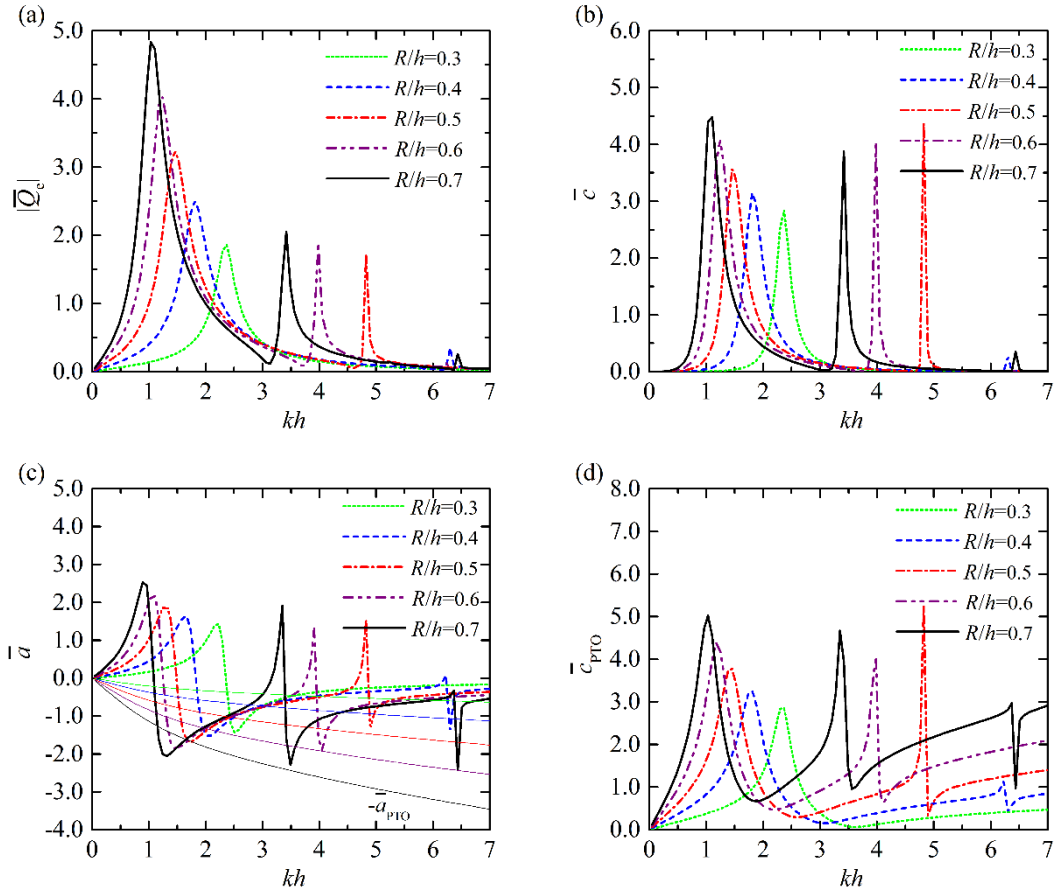 (a)
5.0
4.0
3.0
2.0
1.0
0.0
|Q̅c|
R/h=0.3
R/h=0.4
R/h=0.5
R/h=0.6
R/h=0.7
0 1 2 3 4 5 6 7
kh
(b)
6.0
5.0
4.0
3.0
2.0
1.0
0.0
c̅
R/h=0.3
R/h=0.4
R/h=0.5
R/h=0.6
R/h=0.7
0 1 2 3 4 5 6 7
kh
(c)
5.0
4.0
3.0
2.0
1.0
0.0
-1.0
-2.0
-3.0
-4.0
a̅
R/h=0.3
R/h=0.4
R/h=0.5
R/h=0.6
R/h=0.7
-a̅PTO
0 1 2 3 4 5 6 7
kh
(d)
8.0
7.0
6.0
5.0
4.0
3.0
2.0
1.0
0.0
c̅PTO
R/h=0.3
R/h=0.4
R/h=0.5
R/h=0.6
R/h=0.7
0 1 2 3 4 5 6 7
kh